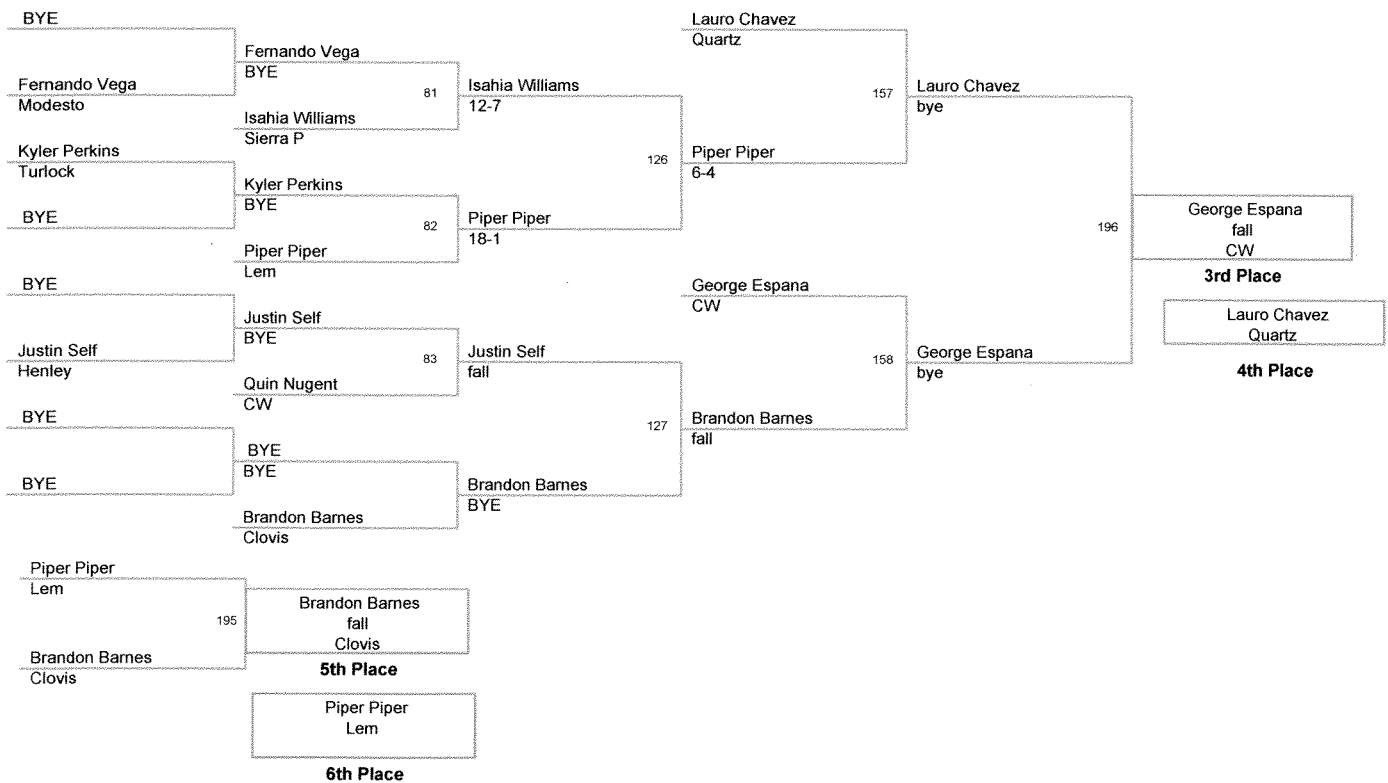 BYE
Fernando Vega
Modesto
Kyler Perkins
Turlock
BYE
BYE
Justin Self
Henley
BYE
BYE
Fernando Vega
BYE
81
Isahia Williams
Sierra P
Kyler Perkins
BYE
82
Piper Piper
Lem
Justin Self
BYE
83
Quin Nugent
CW
BYE
BYE
Brandon Barnes
Clovis
Isahia Williams
12-7
126
Piper Piper
18-1
Justin Self
fall
127
Brandon Barnes
BYE
Lauro Chavez
Quartz
157
Piper Piper
6-4
George Espana
CW
158
Brandon Barnes
fall
Lauro Chavez
bye
196
George Espana
bye
George Espana
fall
CW
3rd Place
Lauro Chavez
Quartz
4th Place
Piper Piper
Lem
195
Brandon Barnes
Clovis
Brandon Barnes
fall
Clovis
5th Place
Piper Piper
Lem
6th Place